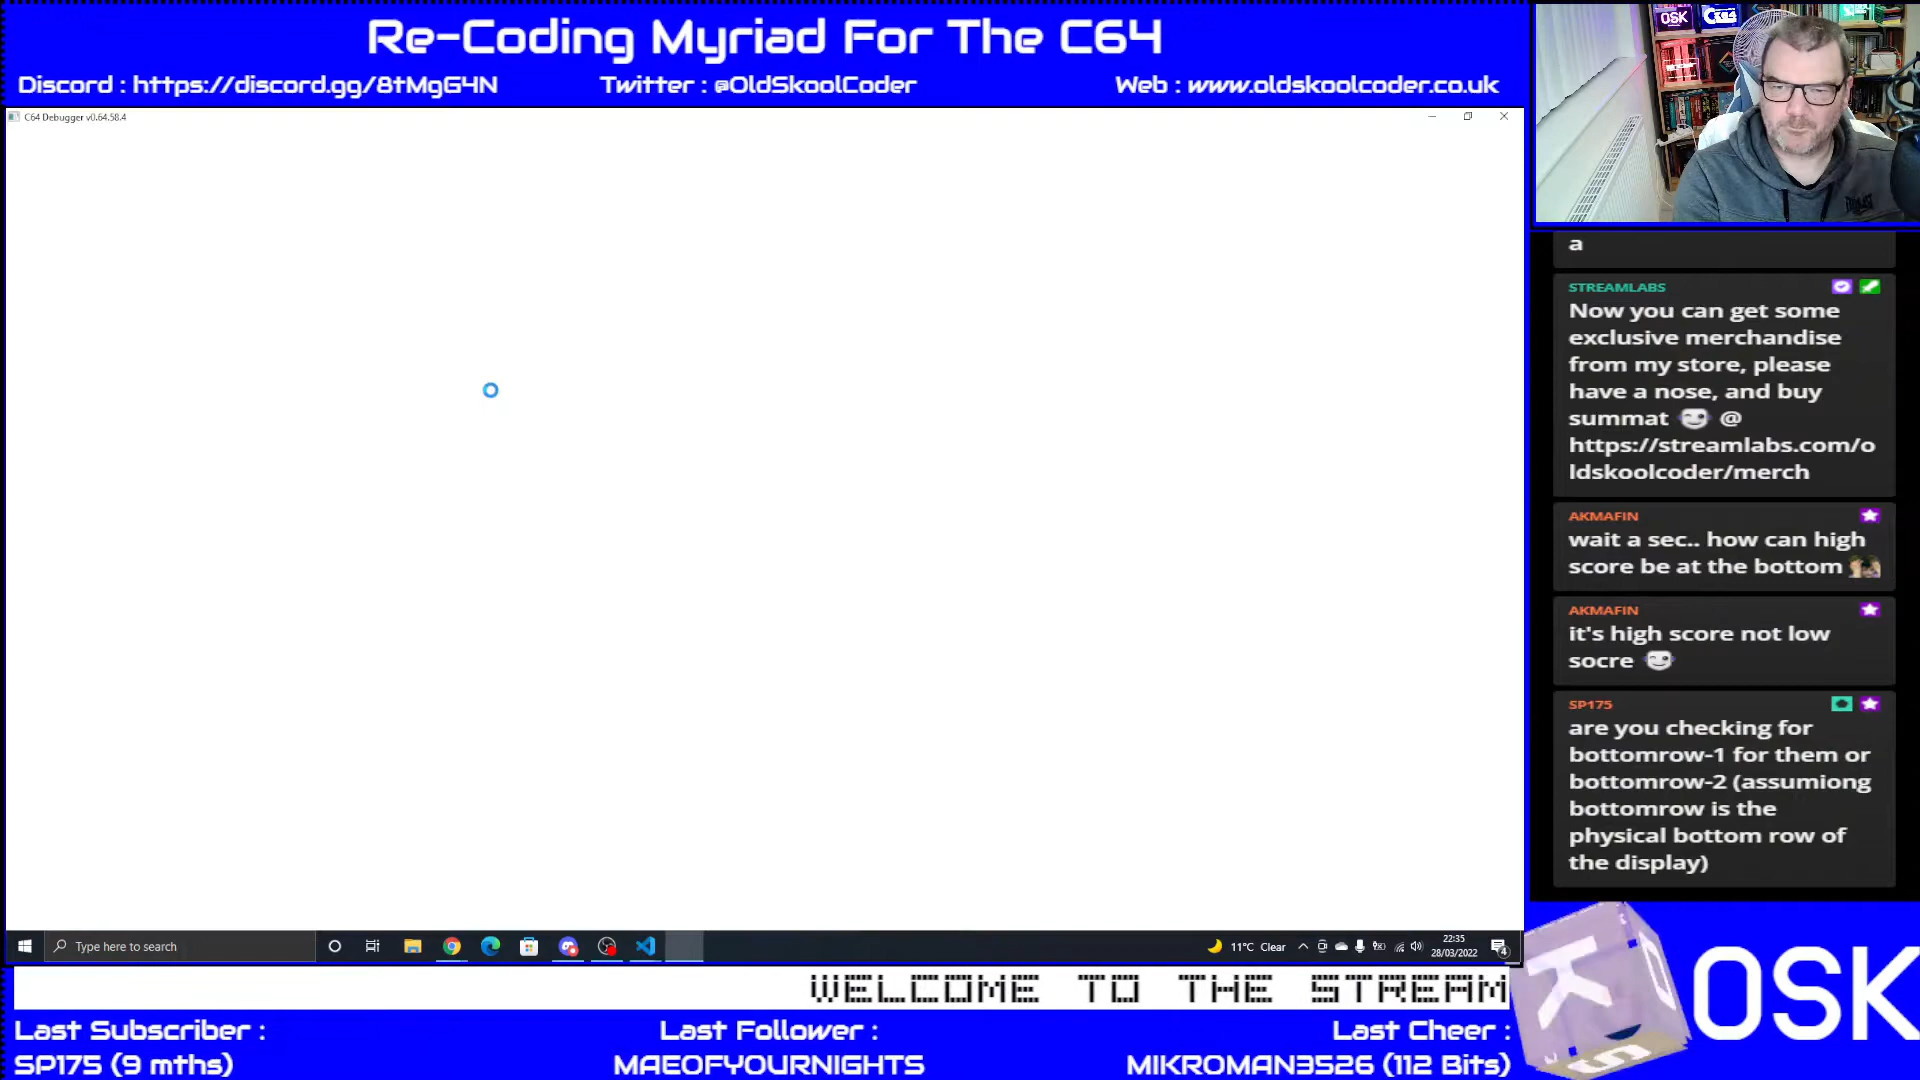 Re-Coding Myriad For The C64
Discord : https://discord.gg/8tMgG4N Twitter : @OldSkoolCoder Web : www.oldskoolcoder.co.uk
C64 Debugger v0.64.58.4
OSK
a
STREAMLABS
Now you can get some
exclusive merchandise
from my store, please
have a nose, and buy
summat @
https://streamlabs.com/o
ldskoolcoder/merch
AKMAFIN
wait a sec.. how can high
score be at the bottom
AKMAFIN
it's high score not low
socre
SP175
are you checking for
bottomrow-1 for them or
bottomrow-2 (assumiong
bottomrow is the
physical bottom row of
the display)
Type here to search
11°C Clear
22:35
28/03/2022
4
WELCOME TO THE STREAM
Last Subscriber :
SP175 (9 mths)
Last Follower :
MAEOFYOURNIGHTS
Last Cheer :
MIKROMAN3526 (112 Bits)
OSK